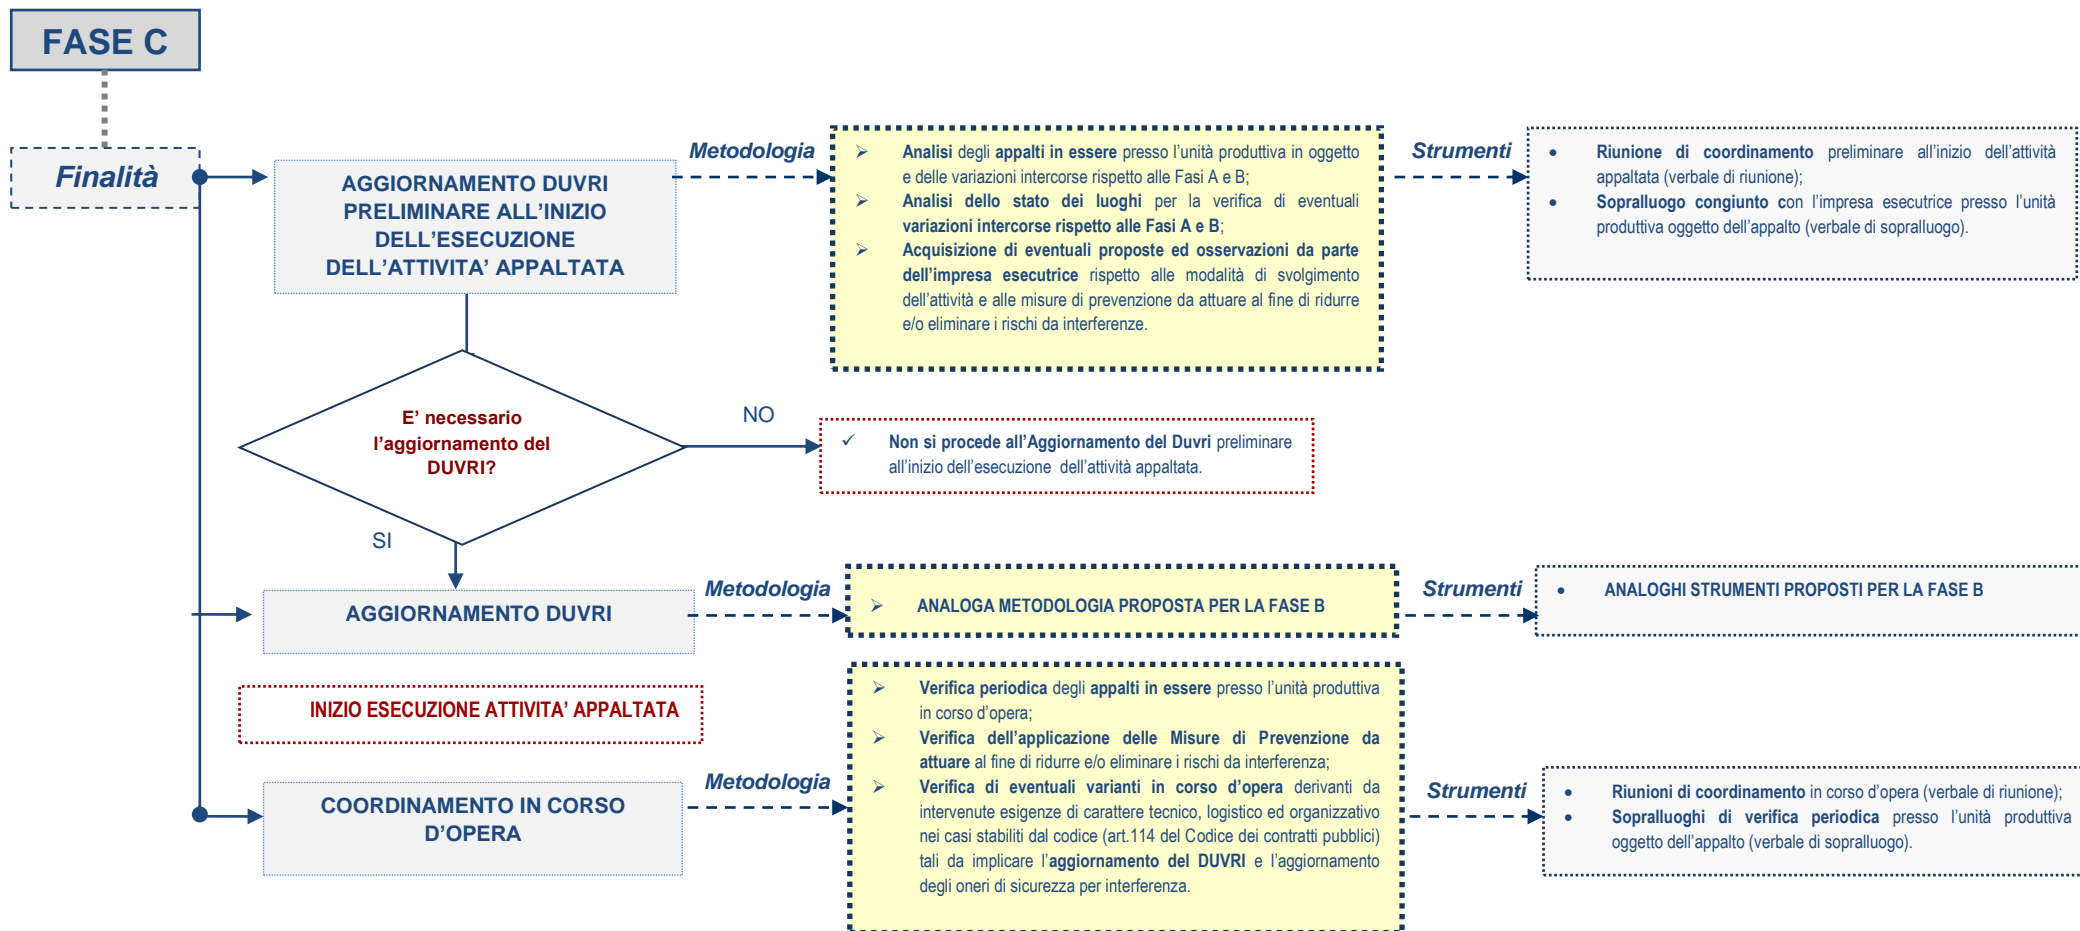 FASE C
Finalità
AGGIORNAMENTO DUVRI
PRELIMINARE ALL’INIZIO
DELL’ESECUZIONE
DELL’ATTIVITA’ APPALTATA
Metodologia
➢ Analisi degli appalti in essere presso l’unità produttiva in oggetto
e delle variazioni intercorse rispetto alle Fasi A e B;
➢ Analisi dello stato dei luoghi per la verifica di eventuali
variazioni intercorse rispetto alle Fasi A e B;
➢ Acquisizione di eventuali proposte ed osservazioni da parte
dell’impresa esecutrice rispetto alle modalità di svolgimento
dell’attività e alle misure di prevenzione da attuare al fine di ridurre
e/o eliminare i rischi da interferenze.
Strumenti
• Riunione di coordinamento preliminare all’inizio dell’attività
appaltata (verbale di riunione);
• Sopralluogo congiunto con l’impresa esecutrice presso l’unità
produttiva oggetto dell’appalto (verbale di sopralluogo).
E’ necessario
l’aggiornamento del
DUVRI?
NO
✓ Non si procede all’Aggiornamento del Duvri preliminare
all’inizio dell’esecuzione dell’attività appaltata.
SI
AGGIORNAMENTO DUVRI
Metodologia
➢ ANALOGA METODOLOGIA PROPOSTA PER LA FASE B
Strumenti
• ANALOGHI STRUMENTI PROPOSTI PER LA FASE B
INIZIO ESECUZIONE ATTIVITA’ APPALTATA
COORDINAMENTO IN CORSO
D’OPERA
Metodologia
➢ Verifica periodica degli appalti in essere presso l’unità produttiva
in corso d’opera;
➢ Verifica dell’applicazione delle Misure di Prevenzione da
attuare al fine di ridurre e/o eliminare i rischi da interferenza;
➢ Verifica di eventuali varianti in corso d’opera derivanti da
intervenute esigenze di carattere tecnico, logistico ed organizzativo
nei casi stabiliti dal codice (art.114 del Codice dei contratti pubblici)
tali da implicare l’aggiornamento del DUVRI e l’aggiornamento
degli oneri di sicurezza per interferenza.
Strumenti
• Riunioni di coordinamento in corso d’opera (verbale di riunione);
• Sopralluoghi di verifica periodica presso l’unità produttiva
oggetto dell’appalto (verbale di sopralluogo).